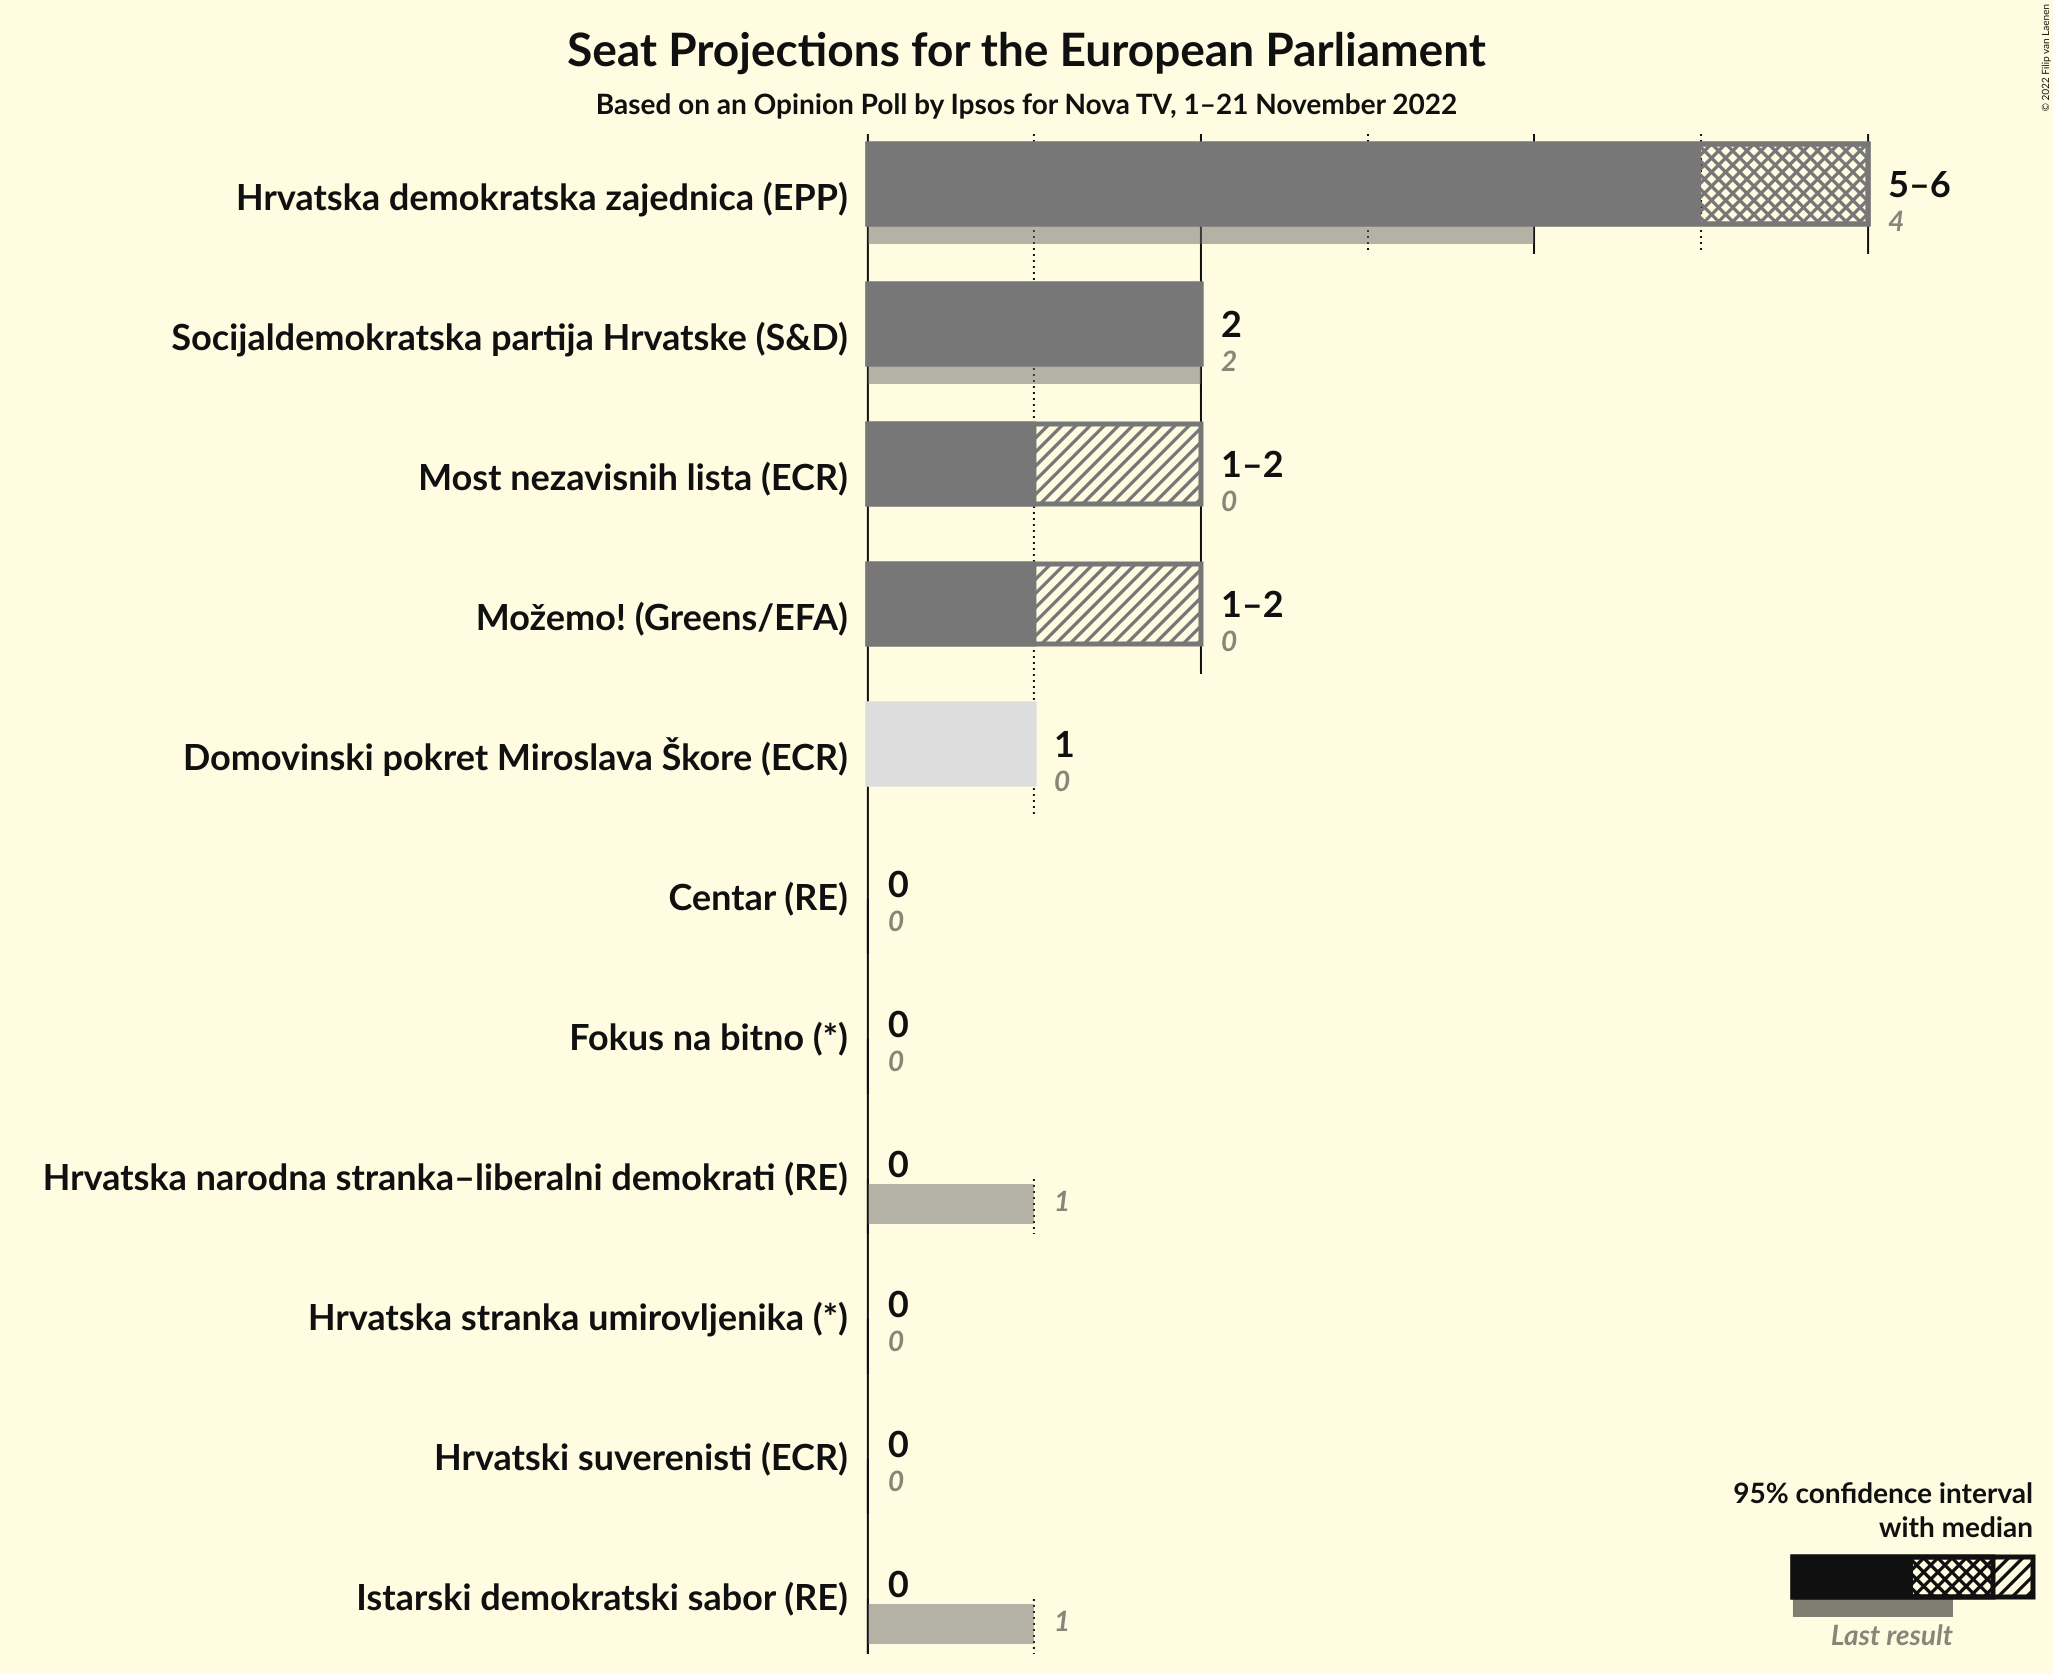 Seat Projections for the European Parliament
Based on an Opinion Poll by Ipsos for Nova TV, 1–21 November 2022
© 2022 Filip van Laenen
Hrvatska demokratska zajednica (EPP)
5–6
4
Socijaldemokratska partija Hrvatske (S&D)
2
2
Most nezavisnih lista (ECR)
1–2
0
Možemo! (Greens/EFA)
1–2
0
Domovinski pokret Miroslava Škore (ECR)
1
0
Centar (RE)
0
0
Fokus na bitno (*)
0
0
Hrvatska narodna stranka–liberalni demokrati (RE)
0
1
Hrvatska stranka umirovljenika (*)
0
0
Hrvatski suverenisti (ECR)
0
0
Istarski demokratski sabor (RE)
0
1
95% confidence interval
with median
Last result